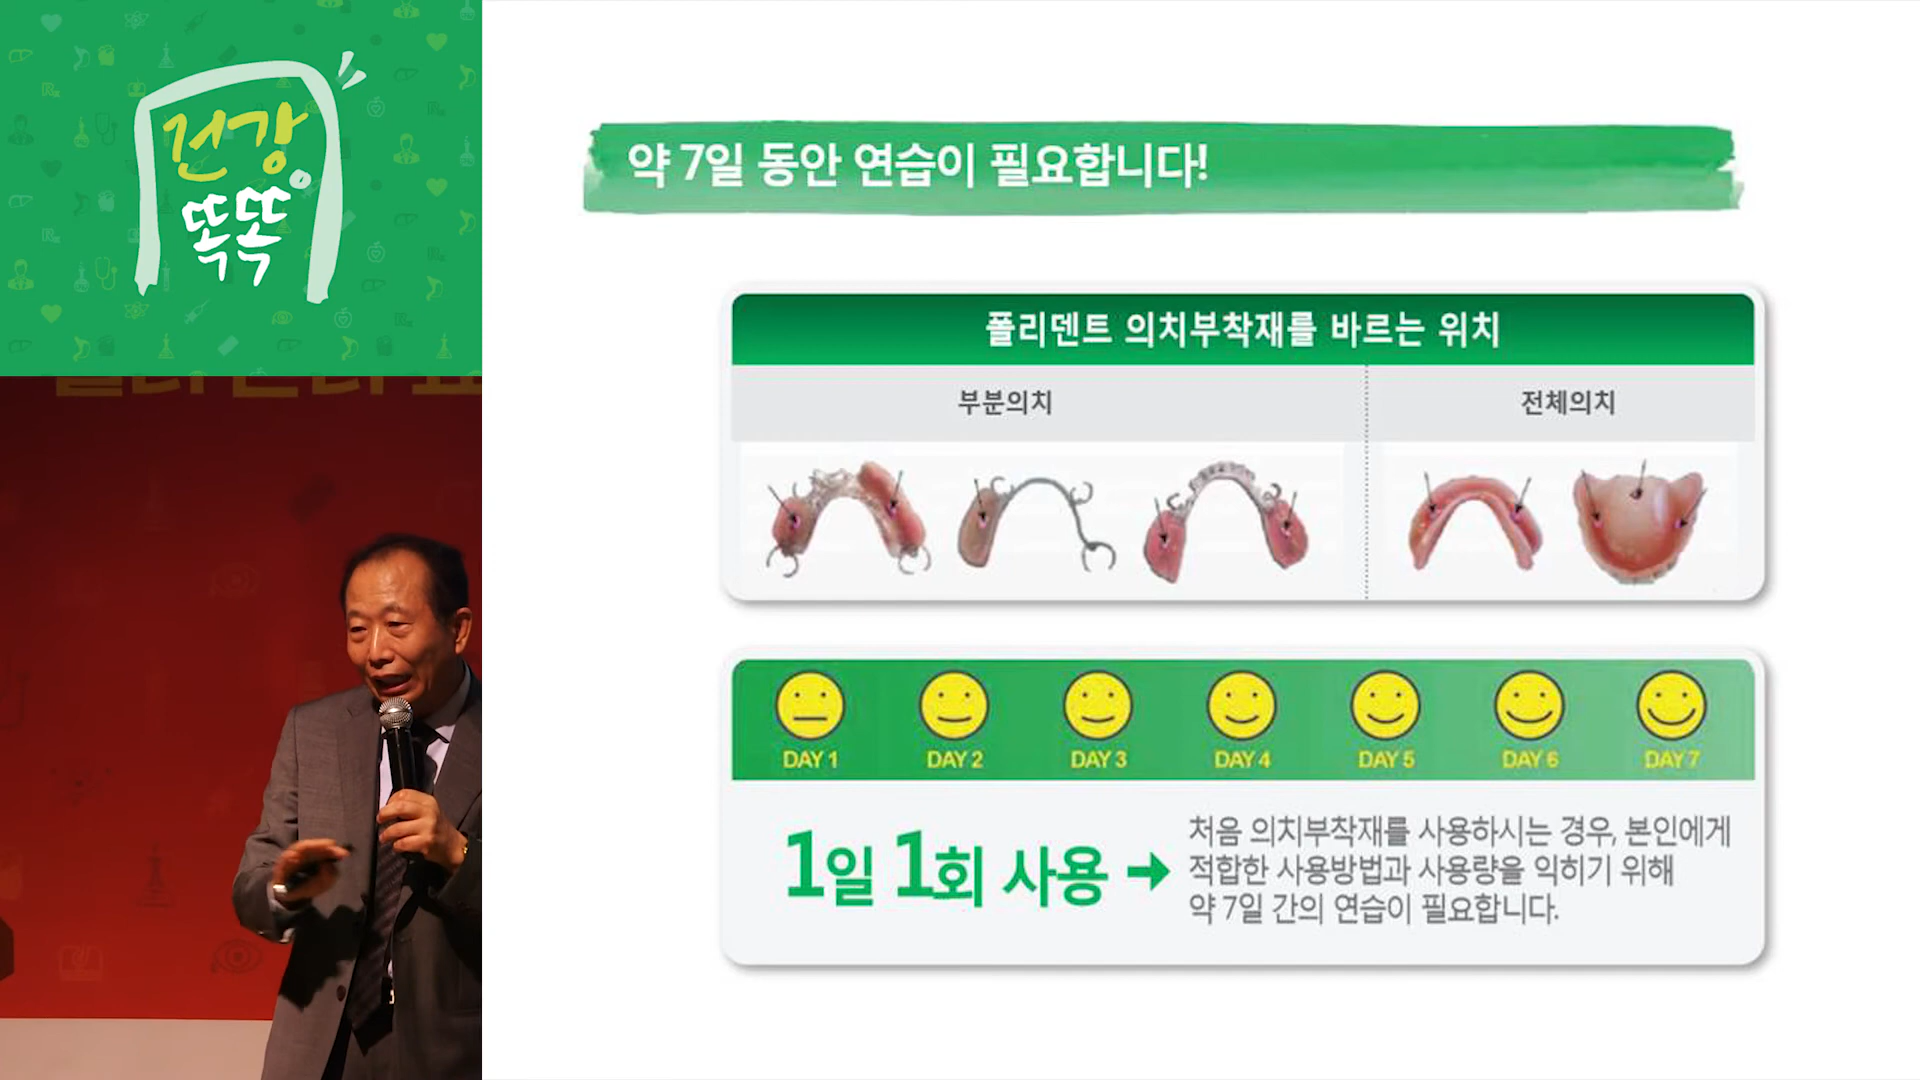 건강
똑똑
약 7일 동안 연습이 필요합니다!
폴리덴트 의치부착재를 바르는 위치
부분의치
전체의치
DAY 1
DAY 2
DAY 3
DAY 4
DAY 5
DAY 6
DAY 7
1일 1회 사용
처음 의치부착재를 사용하시는 경우, 본인에게
적합한 사용방법과 사용량을 익히기 위해
약 7일 간의 연습이 필요합니다.